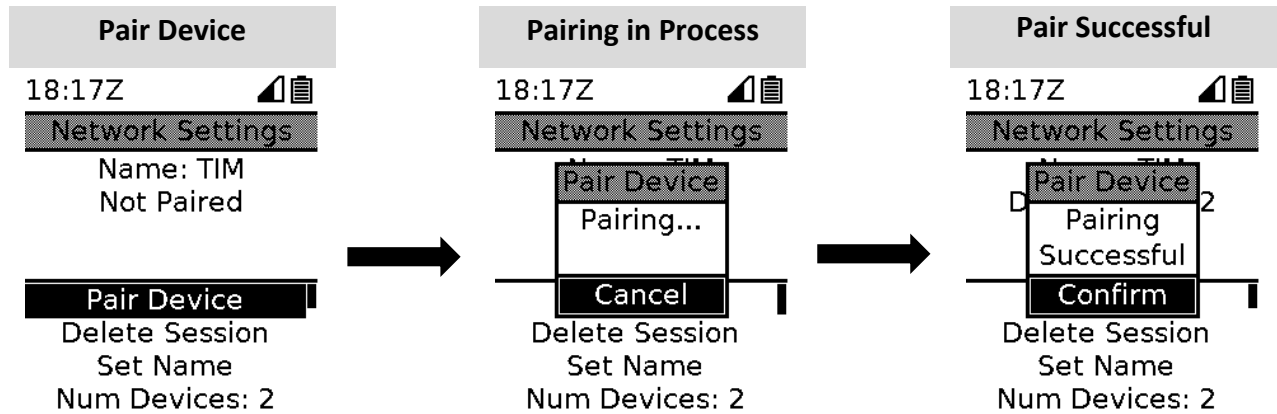 Pair Device
18:17Z
Network Settings
Name: TIM
Not Paired
Pair Device
Delete Session
Set Name
Num Devices: 2
Pairing in Process
18:17Z
Network Settings
Pair Device
Pairing...
Cancel
Delete Session
Set Name
Num Devices: 2
Pair Successful
18:17Z
Network Settings
Pair Device
D 2
Pairing
Successful
Confirm
Delete Session
Set Name
Num Devices: 2